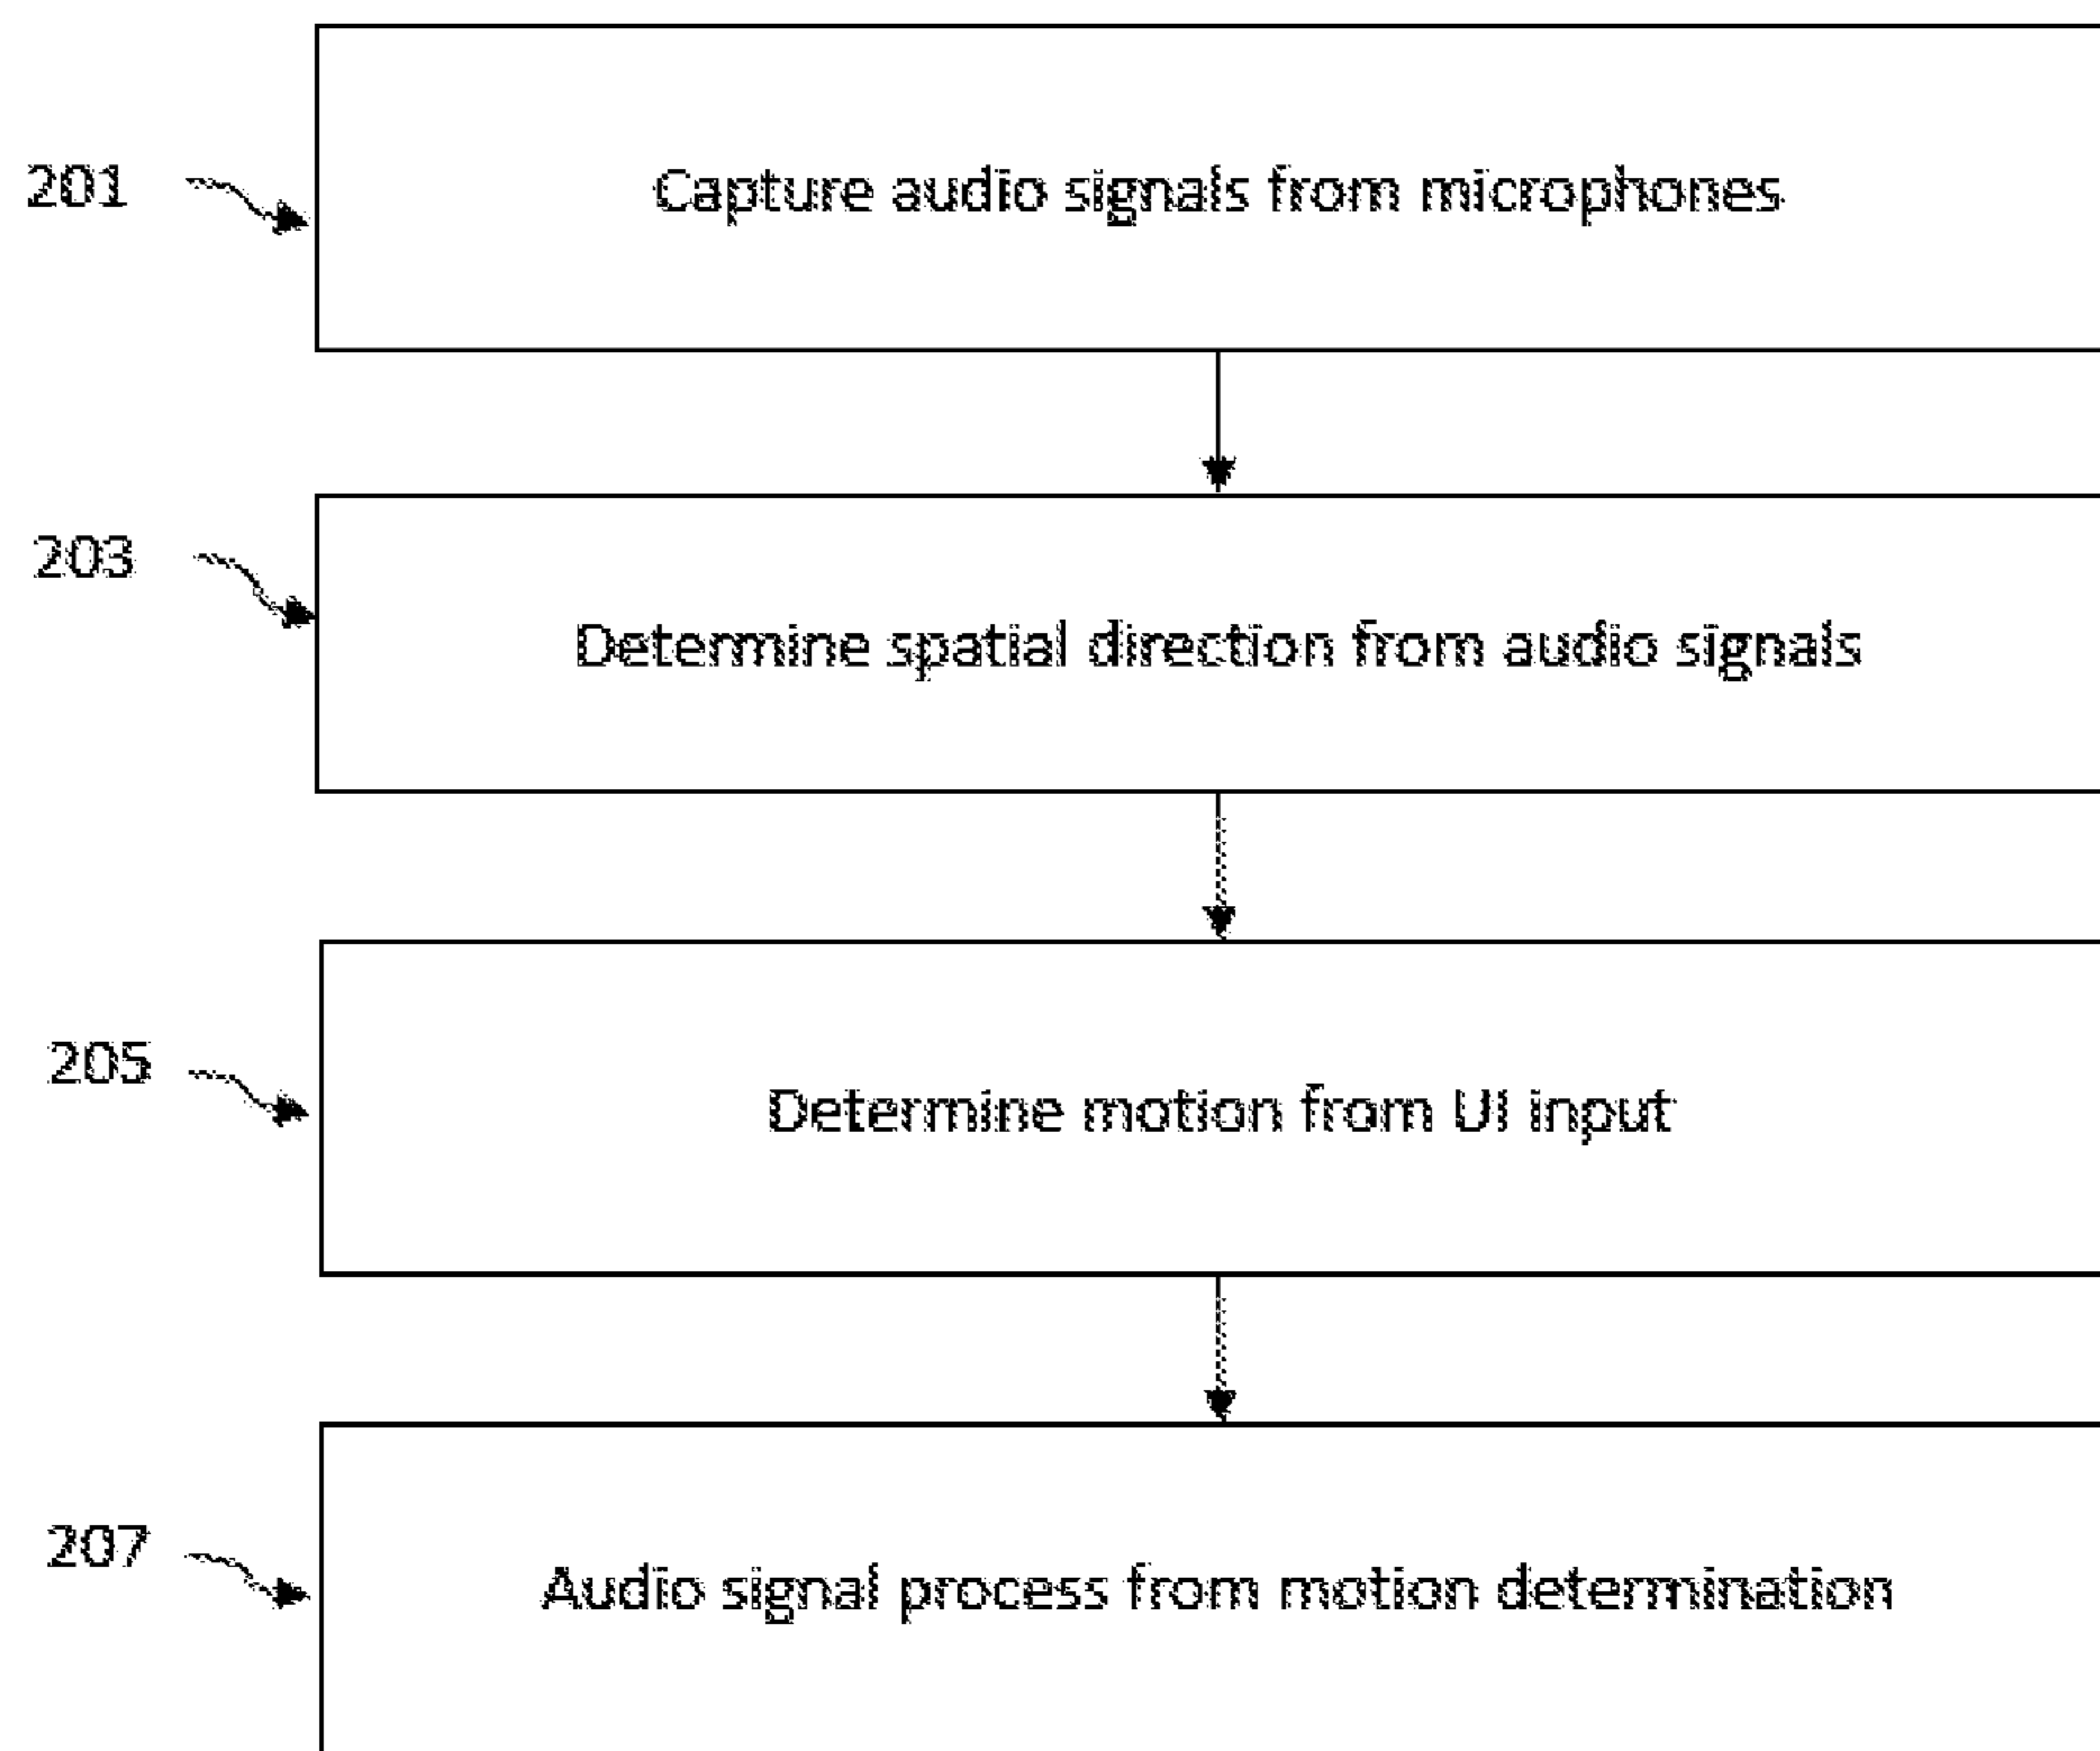 201
Capture audio signals from microphones
203
Determine spatial direction from audio signals
205
Determine motion from UI input
207
Audio signal process from motion determination